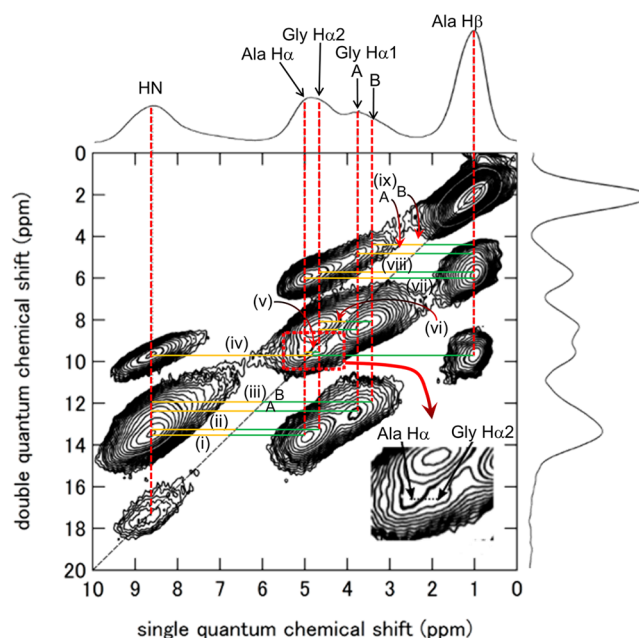 Ala Hβ
Gly Hα2
Ala Hα
Gly Hα1
A
B
HN
0
2
4
6
8
10
12
14
16
18
20
double quantum chemical shift (ppm)
(ix)
A
B
(viii)
(vii)
(v)
(vi)
(iv)
(iii)
B
A
(ii)
(i)
Ala Hα
Gly Hα2
10
9
8
7
6
5
4
3
2
1
0
single quantum chemical shift (ppm)